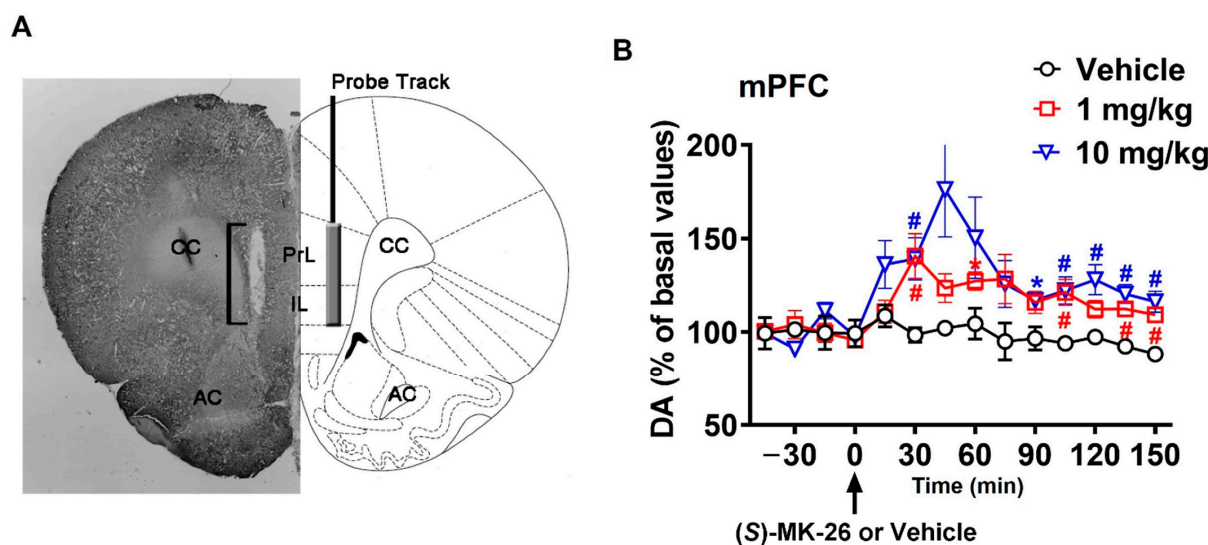 A
Probe Track
CC
PrL
IL
AC
CC
AC
B
mPFC
Vehicle
1 mg/kg
10 mg/kg
DA (% of basal values)
200
150
100
50
#
#
*
*
#
#
#
#
#
#
#
−30 0 30 60 90 120 150
Time (min)
(S)-MK-26 or Vehicle